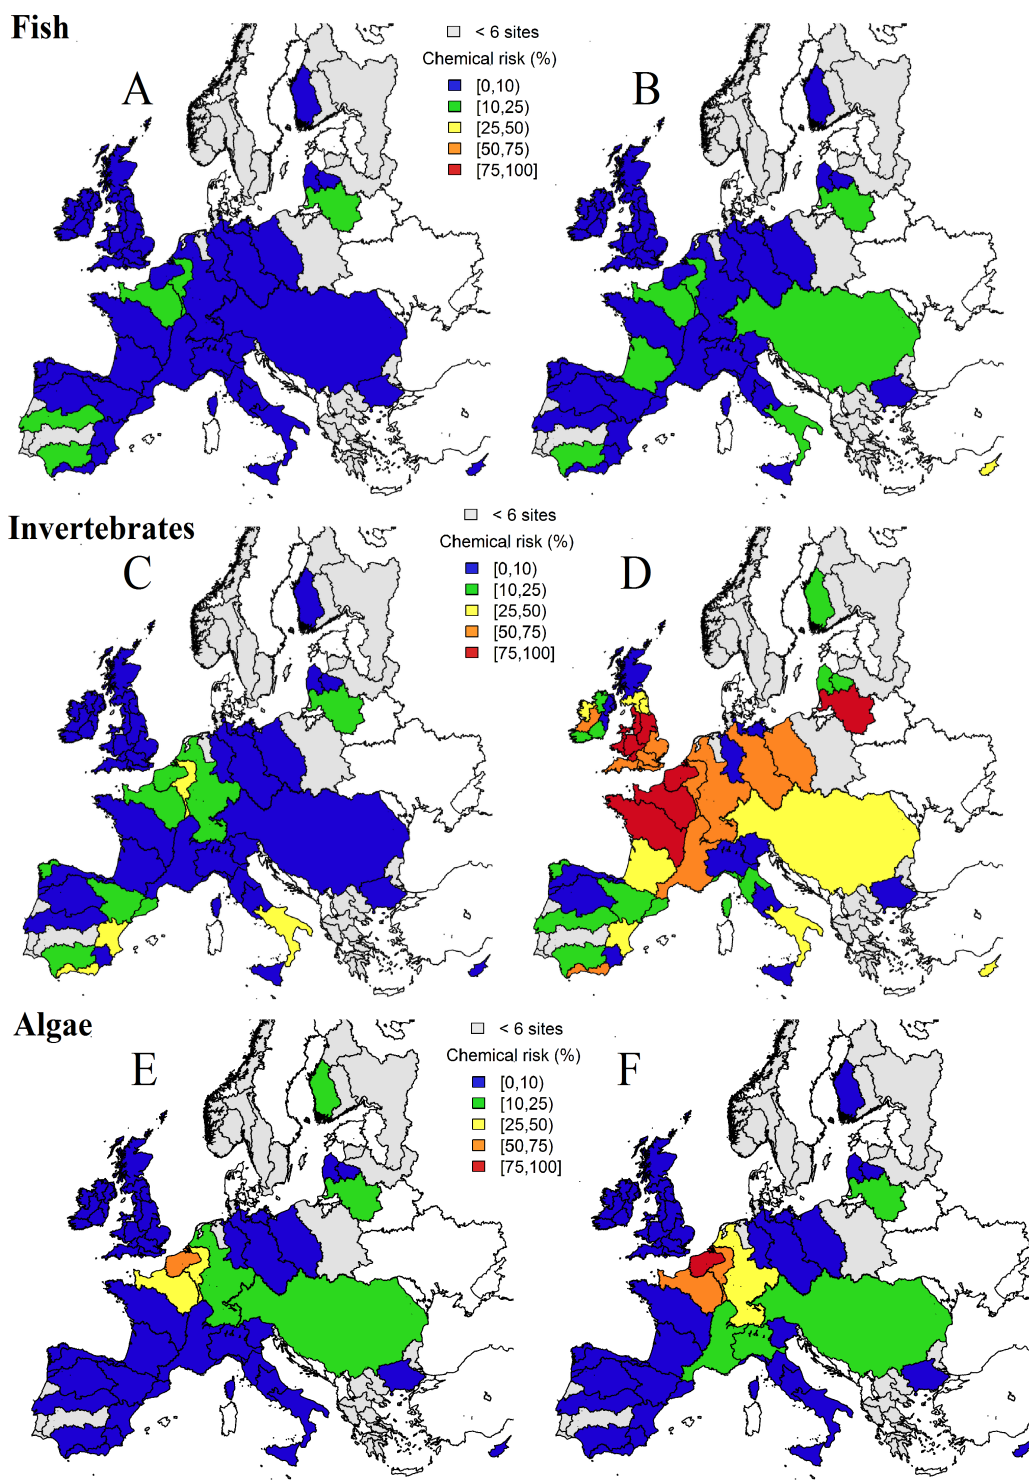 Fish
< 6 sites
Chemical risk (%)
[0,10)
[10,25)
[25,50)
[50,75)
[75,100]
A
B
Invertebrates
< 6 sites
Chemical risk (%)
[0,10)
[10,25)
[25,50)
[50,75)
[75,100]
C
D
Algae
< 6 sites
Chemical risk (%)
[0,10)
[10,25)
[25,50)
[50,75)
[75,100]
E
F